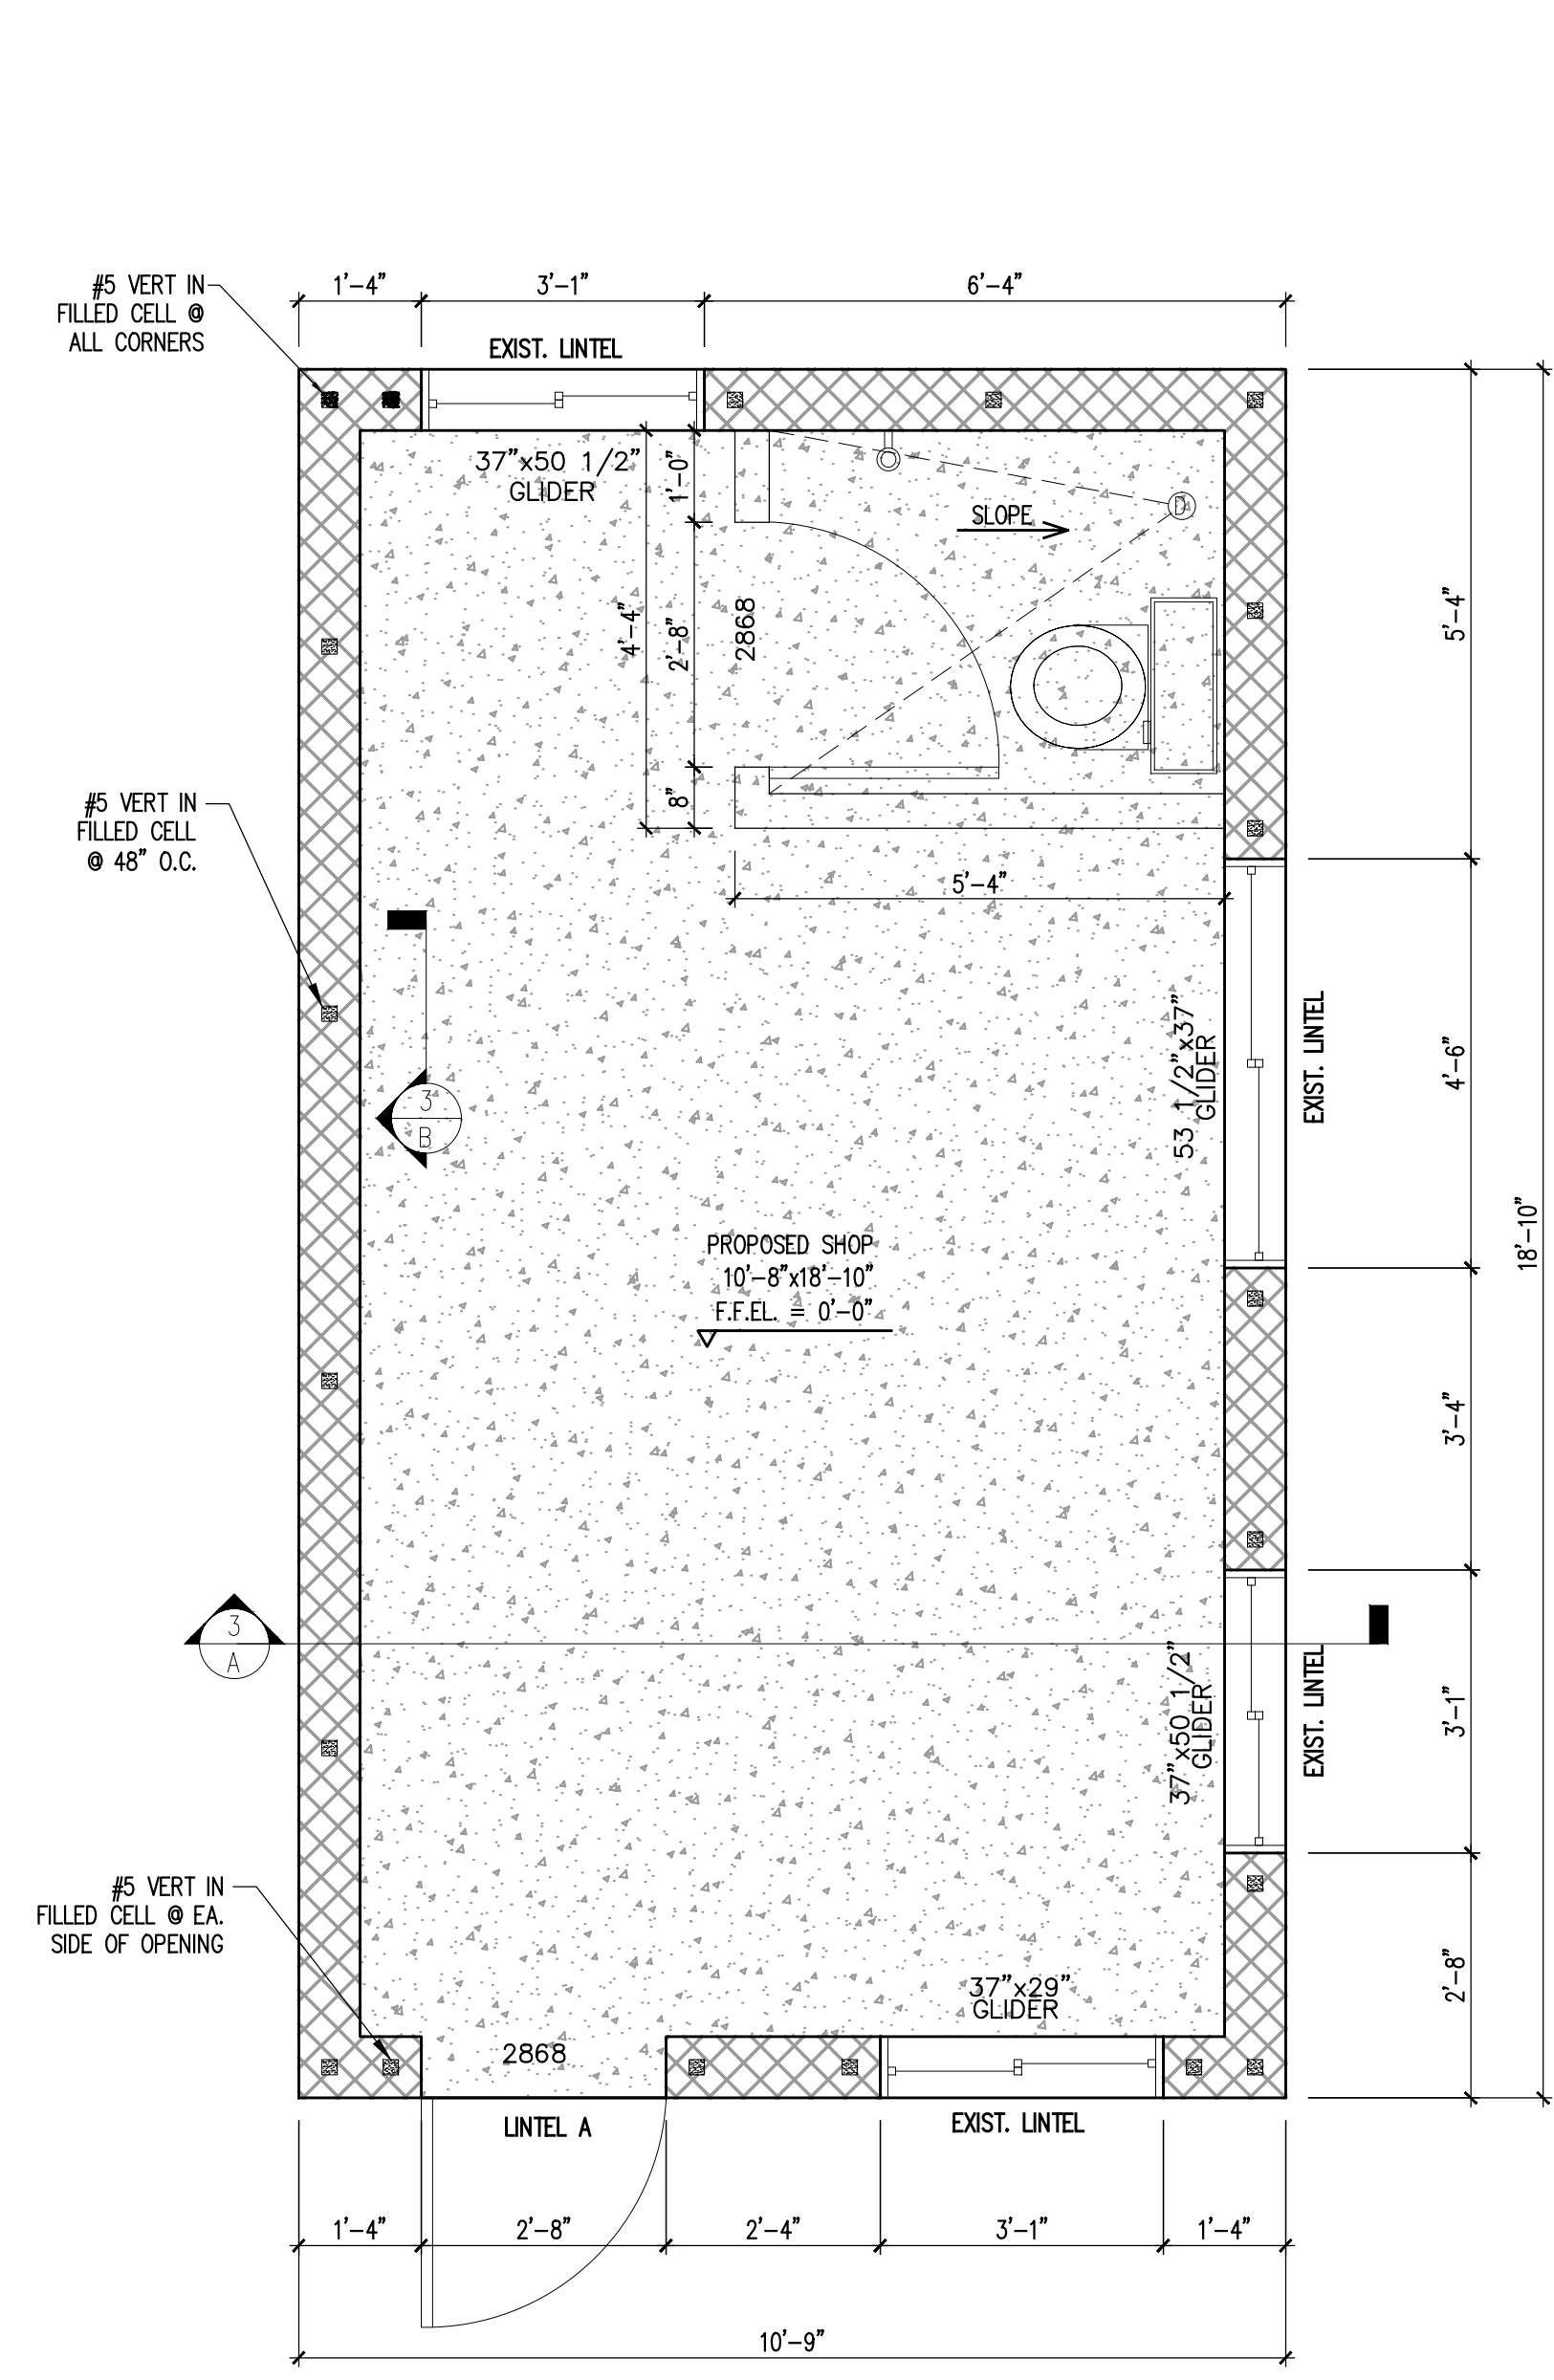 #5 VERT IN
FILLED CELL @
ALL CORNERS
1'-4"
3'-1"
6'-4"
EXIST. LINTEL
37"x50 1/2"
GLIDER
1'-0"
4'-4"
2'-8"
8"
2868
SLOPE
D
5'-4"
5'-4"
#5 VERT IN
FILLED CELL
@ 48" O.C.
3
B
53 1/2"x37"
GLIDER
EXIST. LINTEL
4'-6"
18'-10"
PROPOSED SHOP
10'-8"x18'-10"
F.F.EL. = 0'-0"
3'-4"
3
A
37"x50 1/2"
GLIDER
EXIST. LINTEL
3'-1"
#5 VERT IN
FILLED CELL @ EA.
SIDE OF OPENING
2'-8"
37"x29"
GLIDER
2868
LINTEL A
EXIST. LINTEL
1'-4"
2'-8"
2'-4"
3'-1"
1'-4"
10'-9"